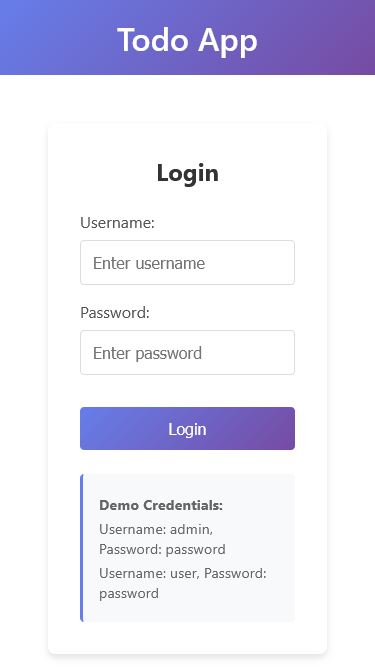 Todo App
Login
Username:
Enter username
Password:
Enter password
Login
Demo Credentials:
Username: admin,
Password: password
Username: user, Password:
password